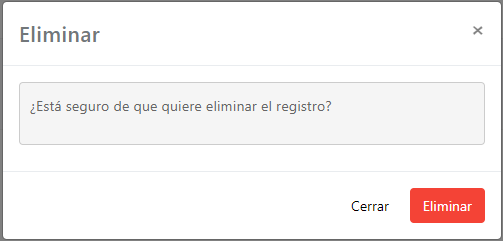 Eliminar
×
¿Está seguro de que quiere eliminar el registro?
Cerrar
Eliminar